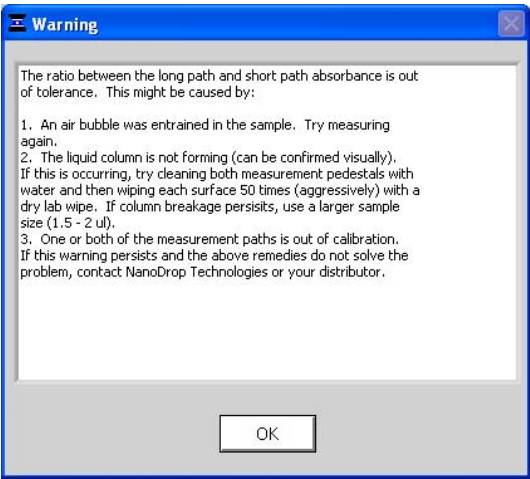 Warning
The ratio between the long path and short path absorbance is out
of tolerance.  This might be caused by:
1.  An air bubble was entrained in the sample.  Try measuring
again.
2.  The liquid column is not forming (can be confirmed visually).
If this is occurring, try cleaning both measurement pedestals with
water and then wiping each surface 50 times (aggressively) with a
dry lab wipe.  If column breakage persisits, use a larger sample
size (1.5 - 2 ul).
3.  One or both of the measurement paths is out of calibration.
If this warning persists and the above remedies do not solve the
problem, contact NanoDrop Technologies or your distributor.
OK